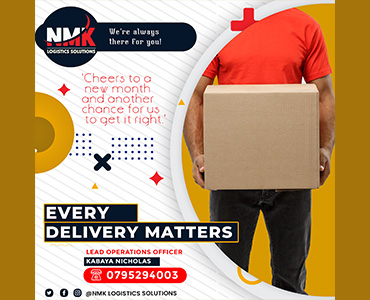 NMK
LOGISTICS SOLUTIONS
We're always
there for you!
'Cheers to a
new month
and another
chance for us
to get it right.'
EVERY
DELIVERY MATTERS
LEAD OPERATIONS OFFICER
KABAYA NICHOLAS
0795294003
@NMK LOGISTICS SOLUTIONS